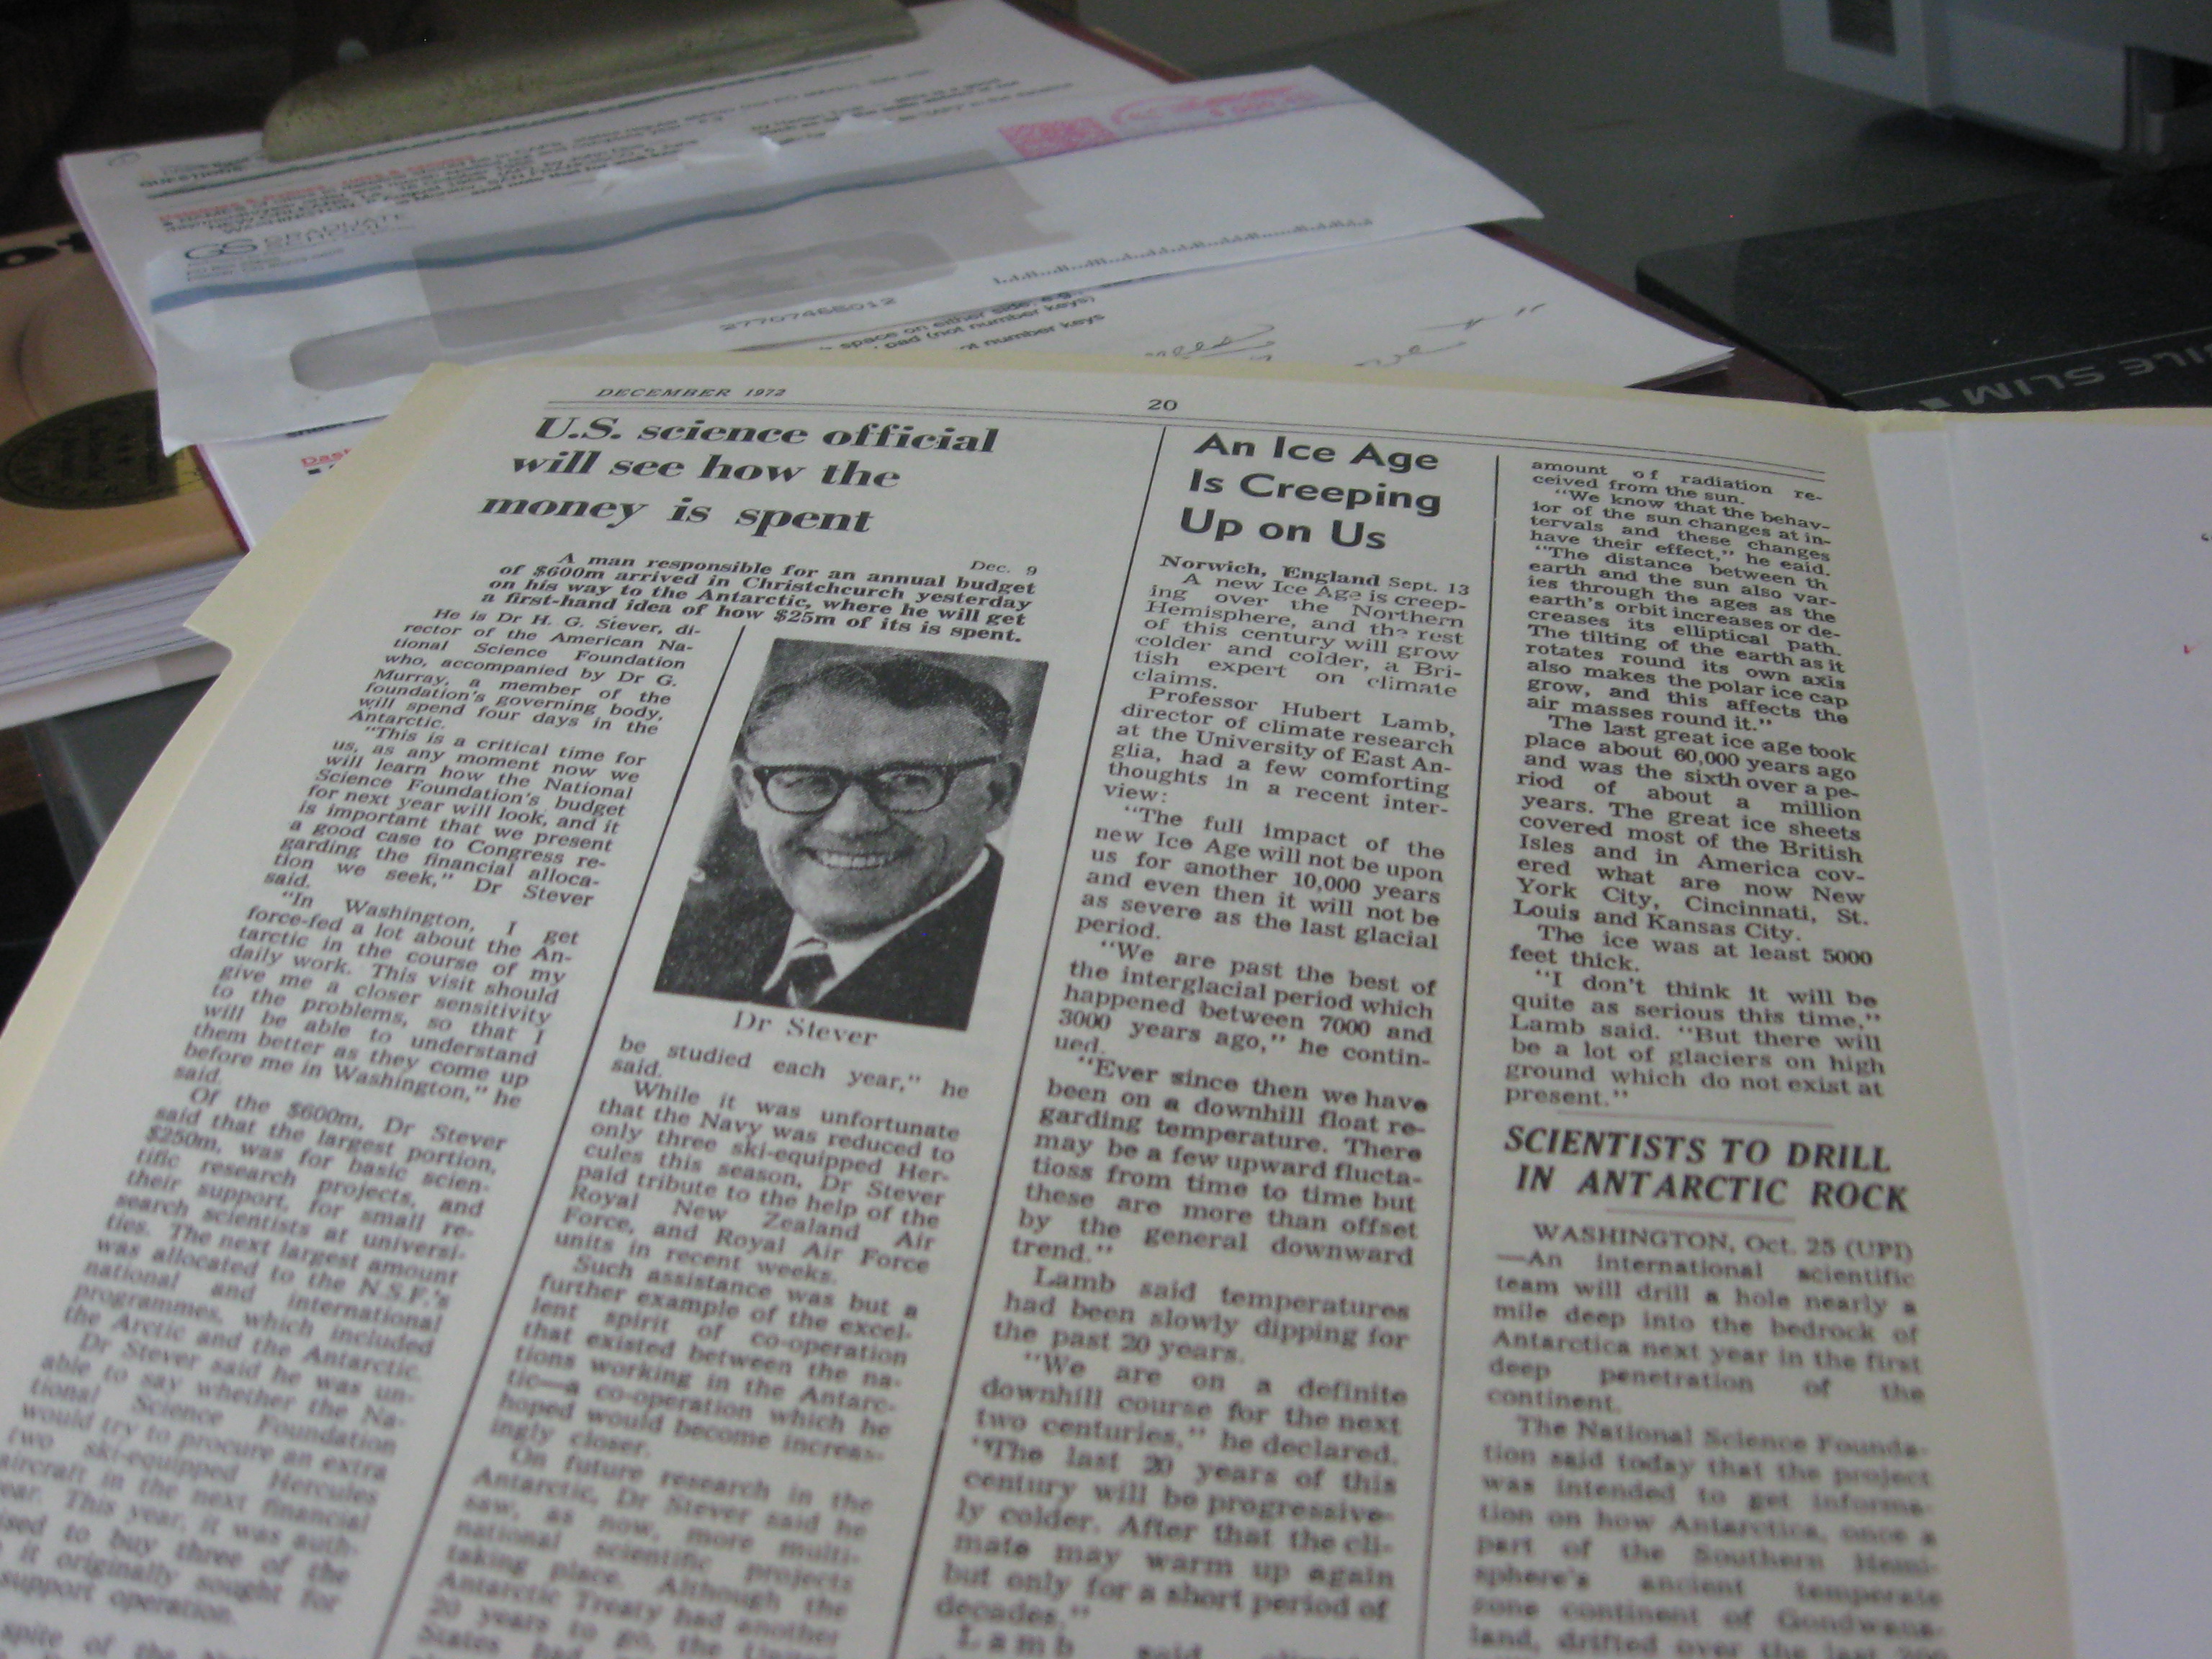 GS GRADUATE
SCHOOL
27707468012
space on either side, e.g.,
pad (not number keys)
not number keys
MOBILE SLIM
DECEMBER 1972
20
U.S. science official
will see how the
money is spent
Dec. 9
A man responsible for an annual budget
of $600m arrived in Christchcurch yesterday
on his way to the Antarctic, where he will get
a first-hand idea of how $25m of its is spent.
He is Dr H. G. Stever, di-
rector of the American Na-
tional Science Foundation
who, accompanied by Dr G.
Murray, a member of the
foundation's governing body,
will spend four days in the
Antarctic.
"This is a critical time for
us, as any moment now we
will learn how the National
Science Foundation's budget
for next year will look, and it
is important that we present
a good case to Congress re-
garding the financial alloca-
tion we seek," Dr Stever
said.
"In Washington, I get
force-fed a lot about the An-
tarctic in the course of my
daily work. This visit should
give me a closer sensitivity
to the problems, so that I
will be able to understand
them better as they come up
before me in Washington," he
said.
Of the $600m, Dr Stever
said that the largest portion,
$250m, was for basic scien-
tific research projects, and
their support, for small re-
search scientists at universi-
ties. The next largest amount
was allocated to the N.S.F.'s
national and international
programmes, which included
the Arctic and the Antarctic.
Dr Stever said he was un-
able to say whether the Na-
tional Science Foundation
would try to procure an extra
two ski-equipped Hercules
aircraft in the next financial
year. This year, it was auth-
ised to buy three of the
it originally sought for
support operation.
spite of the
Dr Stever
be studied each year," he
said.
While it was unfortunate
that the Navy was reduced to
only three ski-equipped Her-
cules this season, Dr Stever
paid tribute to the help of the
Royal New Zealand Air
Force, and Royal Air Force
units in recent weeks.
Such assistance was but a
further example of the excel-
lent spirit of co-operation
that existed between the na-
tions working in the Antarc-
tic—a co-operation which he
hoped would become increas-
ingly closer.
On future research in the
Antarctic, Dr Stever said he
saw, as now, more multi-
national scientific projects
taking place. Although the
Antarctic Treaty had another
20 years to go, the United
States had
An Ice Age
Is Creeping
Up on Us
Norwich, England Sept. 13
A new Ice Age is creep-
ing over the Northern
Hemisphere, and the rest
of this century will grow
colder and colder, a Bri-
tish expert on climate
claims.
Professor Hubert Lamb,
director of climate research
at the University of East An-
glia, had a few comforting
thoughts in a recent inter-
view:
"The full impact of the
new Ice Age will not be upon
us for another 10,000 years
and even then it will not be
as severe as the last glacial
period.
"We are past the best of
the interglacial period which
happened between 7000 and
3000 years ago," he contin-
ued.
"Ever since then we have
been on a downhill float re-
garding temperature. There
may be a few upward flucta-
tioss from time to time but
these are more than offset
by the general downward
trend."
Lamb said temperatures
had been slowly dipping for
the past 20 years.
"We are on a definite
downhill course for the next
two centuries," he declared.
"The last 20 years of this
century will be progressive-
ly colder. After that the cli-
mate may warm up again
but only for a short period of
decades."
Lamb said
amount of radiation re-
ceived from the sun.
"We know that the behav-
ior of the sun changes at in-
tervals and these changes
have their effect," he eaid.
"The distance between th
earth and the sun also var-
ies through the ages as the
earth's orbit increases or de-
creases its elliptical path.
The tilting of the earth as it
rotates round its own axis
also makes the polar ice cap
grow, and this affects the
air masses round it."
The last great ice age took
place about 60,000 years ago
and was the sixth over a pe-
riod of about a million
years. The great ice sheets
covered most of the British
Isles and in America cov-
ered what are now New
York City, Cincinnati, St.
Louis and Kansas City.
The ice was at least 5000
feet thick.
"I don't think it will be
quite as serious this time,"
Lamb said. "But there will
be a lot of glaciers on high
ground which do not exist at
present."
SCIENTISTS TO DRILL
IN ANTARCTIC ROCK
WASHINGTON, Oct. 25 (UPI)
—An international scientific
team will drill a hole nearly a
mile deep into the bedrock of
Antarctica next year in the first
deep penetration of the
continent.
The National Science Founda-
tion said today that the project
was intended to get informa-
tion on how Antarctica, once a
part of the Southern Hemi-
sphere's ancient temperate
zone continent of Gondwana-
land, drifted over the last 200